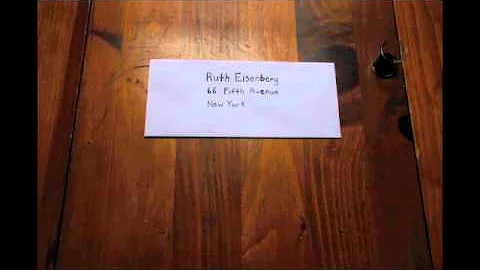 Ruth Eisenberg
66 Fifth Avenue
New York